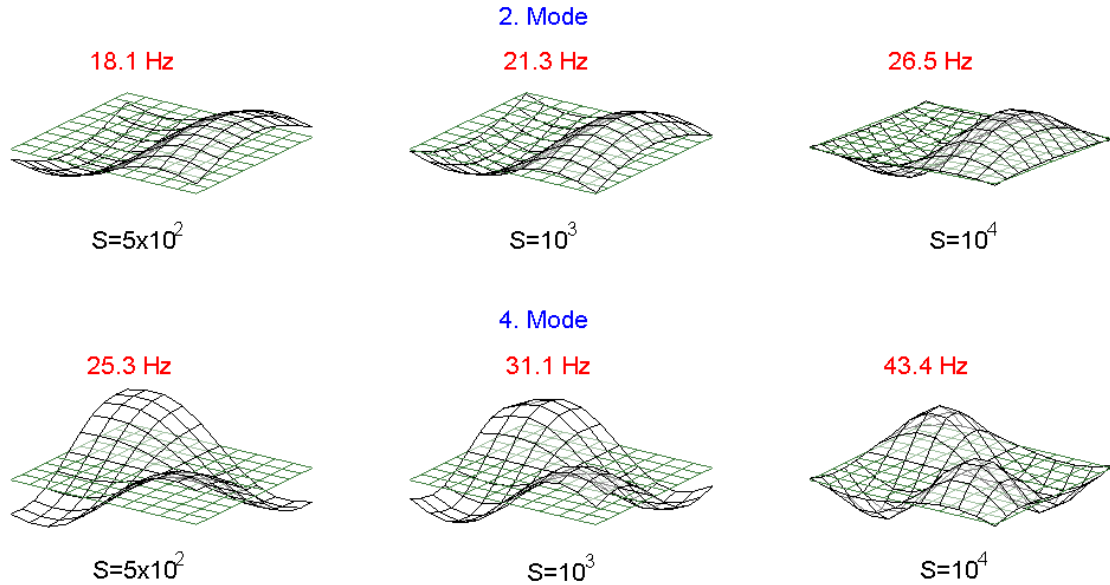 2. Mode
18.1 Hz 21.3 Hz 26.5 Hz
S=5x10² S=10³ S=10⁴
4. Mode
25.3 Hz 31.1 Hz 43.4 Hz
S=5x10² S=10³ S=10⁴